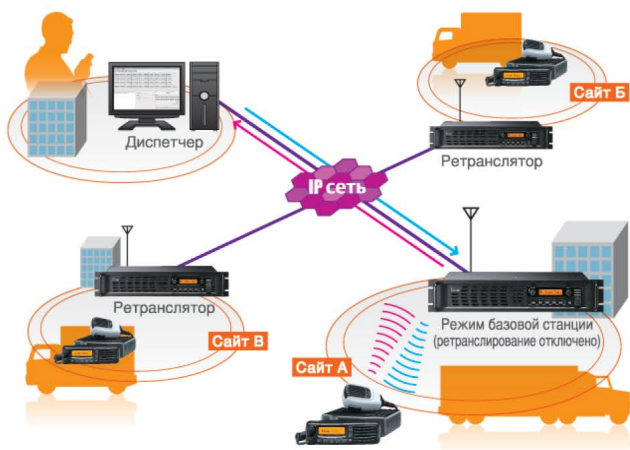 Сайт Б
Диспетчер
Ретранслятор
IP сеть
Ретранслятор
Режим базовой станции
(ретранслирование отключено)
Сайт В
Сайт А